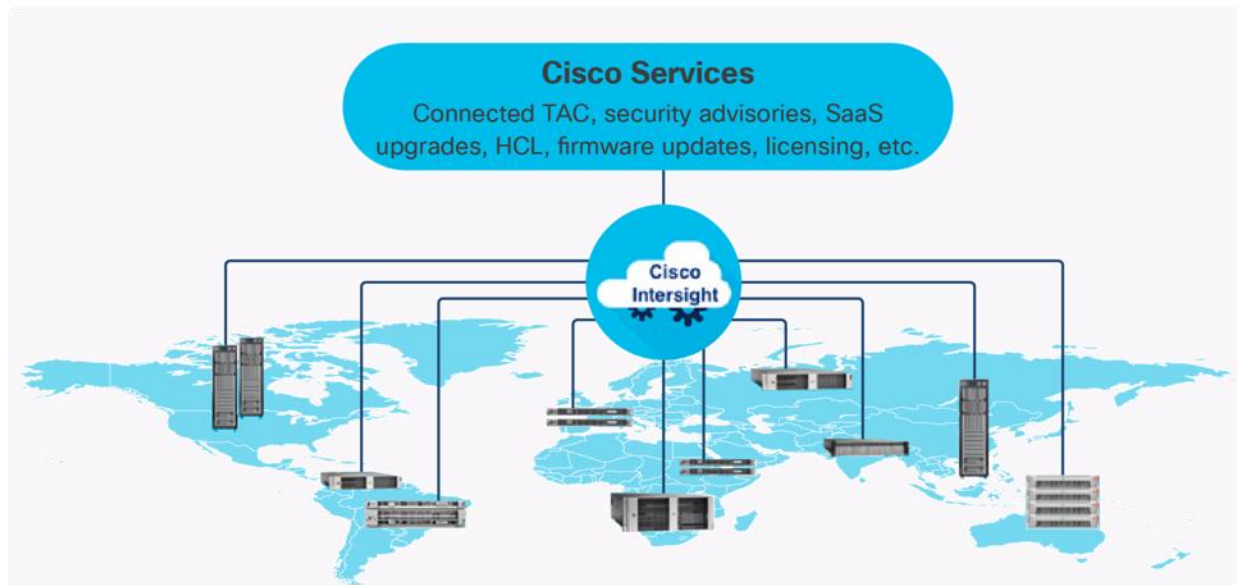 Cisco Services
Connected TAC, security advisories, SaaS
upgrades, HCL, firmware updates, licensing, etc.
Cisco
Intersight